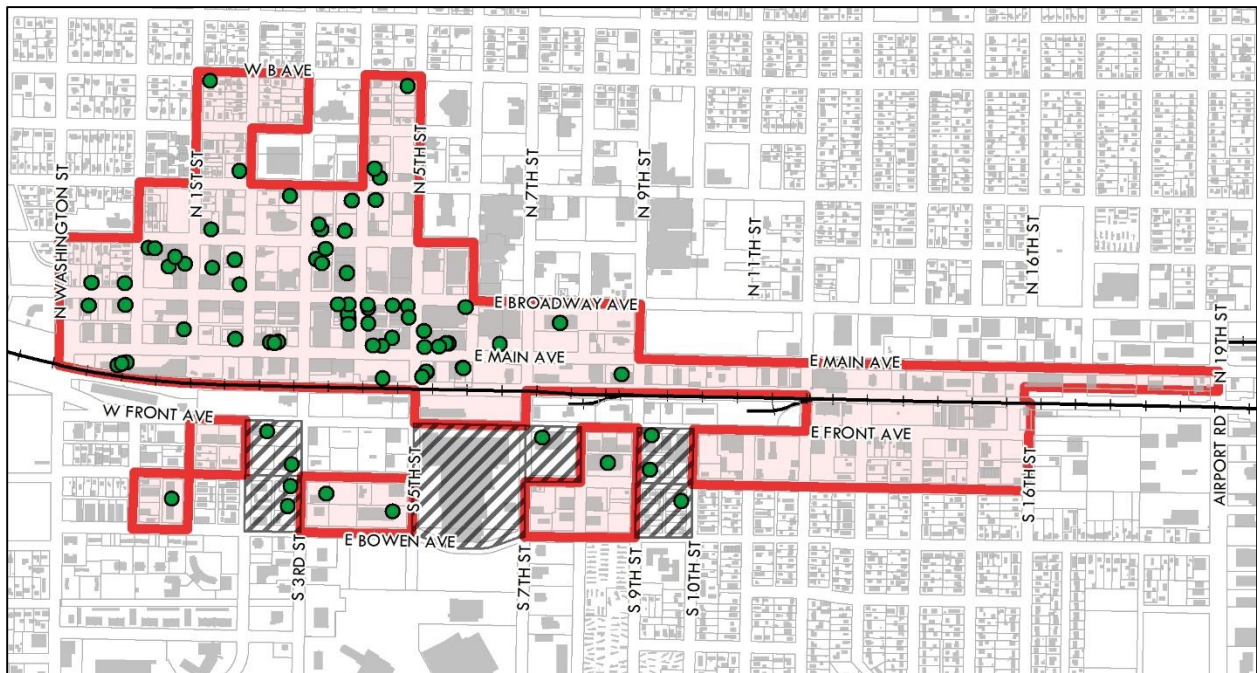 W B AVE
N WASHINGTON ST
N 1ST ST
N 5TH ST
N 7TH ST
N 9TH ST
N 11TH ST
N 16TH ST
E BROADWAY AVE
E MAIN AVE
E MAIN AVE
N 19TH ST
W FRONT AVE
E FRONT AVE
S 5TH ST
S 16TH ST
AIRPORT RD
E BOWEN AVE
S 3RD ST
S 7TH ST
S 9TH ST
S 10TH ST